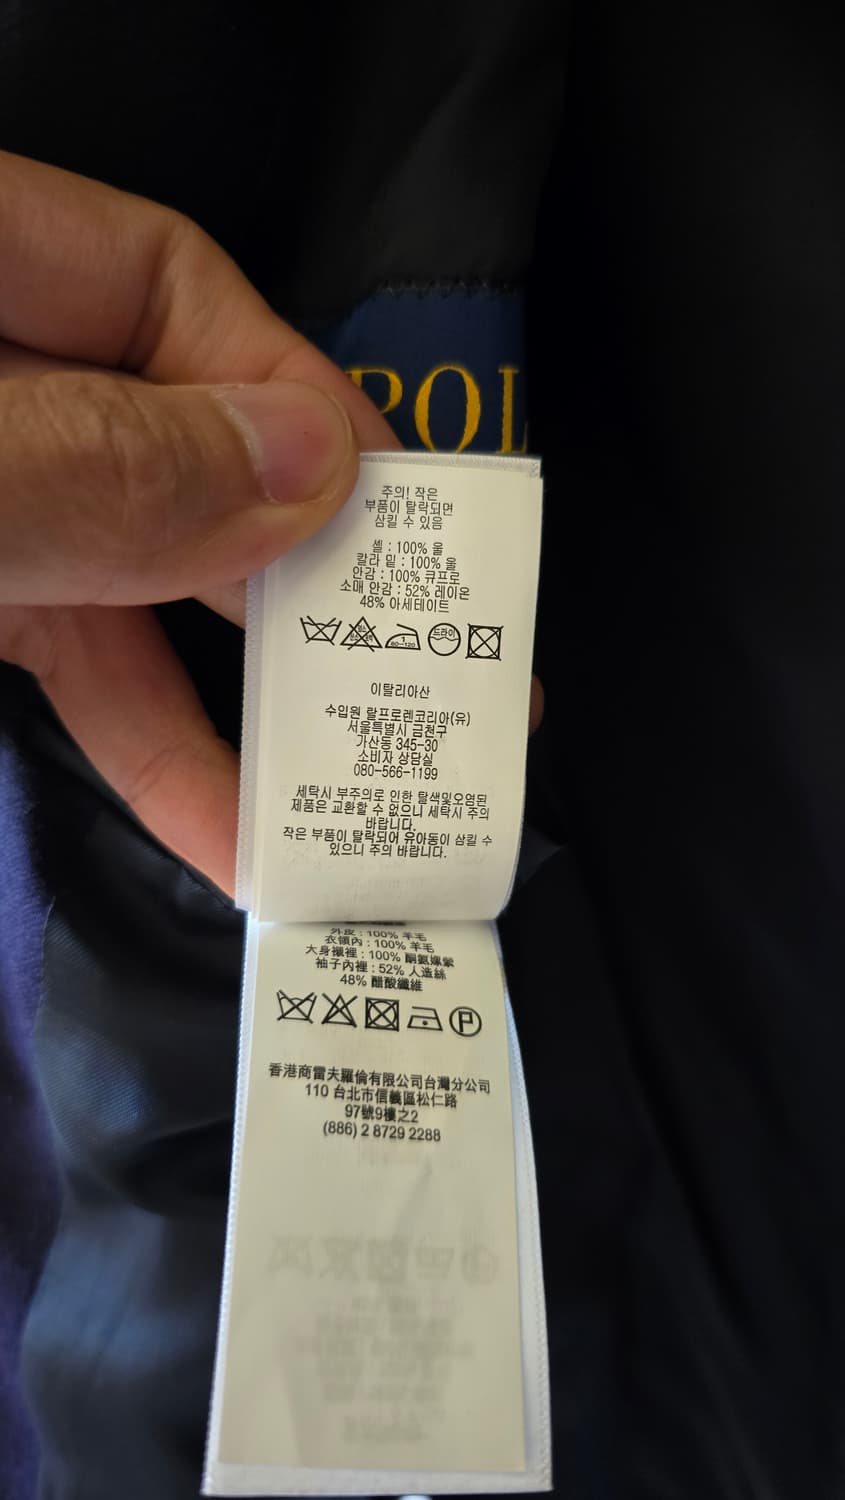 POL
주의! 작은
부품이 탈락되면
삼킬 수 있음
셸 : 100% 울
칼라 밑 : 100% 울
안감 : 100% 큐프로
소매 안감 : 52% 레이온
48% 아세테이트
드라이
이탈리아산
수입원 랄프로렌코리아(유)
서울특별시 금천구
가산동 345-30
소비자 상담실
080-566-1199
세탁시 부주의로 인한 탈색및오염된
제품은 교환할 수 없으니 세탁시 주의
바랍니다.
작은 부품이 탈락되어 유아동이 삼킬 수
있으니 주의 바랍니다.
外皮 : 100% 羊毛
衣領內 : 100% 羊毛
大身襯裡 : 100% 酮氨嫘縈
袖子內裡 : 52% 人造絲
48% 醋酸纖維
P
香港商雷夫羅倫有限公司台灣分公司
110 台北市信義區松仁路
97號9樓之2
(886) 2 8729 2288